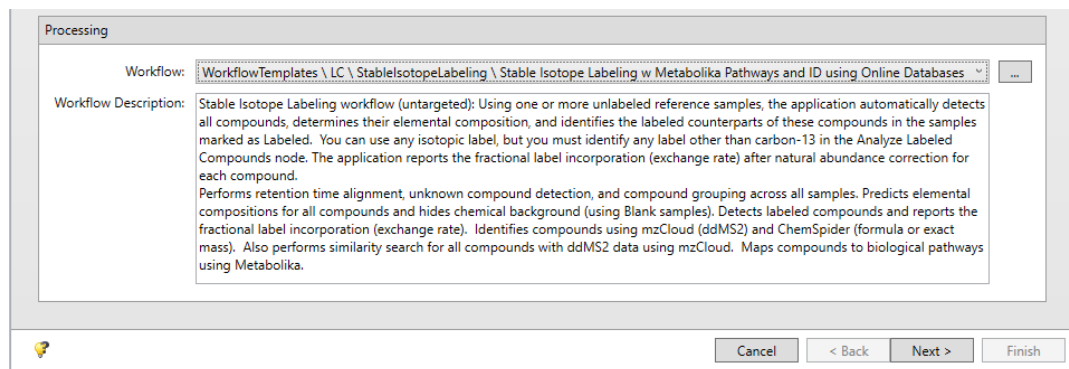 Processing
Workflow: WorkflowTemplates \ LC \ StableIsotopeLabeling \ Stable Isotope Labeling w Metabolika Pathways and ID using Online Databases ...
Workflow Description: Stable Isotope Labeling workflow (untargeted): Using one or more unlabeled reference samples, the application automatically detects
all compounds, determines their elemental composition, and identifies the labeled counterparts of these compounds in the samples
marked as Labeled.  You can use any isotopic label, but you must identify any label other than carbon-13 in the Analyze Labeled
Compounds node. The application reports the fractional label incorporation (exchange rate) after natural abundance correction for
each compound.
Performs retention time alignment, unknown compound detection, and compound grouping across all samples. Predicts elemental
compositions for all compounds and hides chemical background (using Blank samples). Detects labeled compounds and reports the
fractional label incorporation (exchange rate).  Identifies compounds using mzCloud (ddMS2) and ChemSpider (formula or exact
mass).  Also performs similarity search for all compounds with ddMS2 data using mzCloud.  Maps compounds to biological pathways
using Metabolika.
Cancel < Back Next > Finish